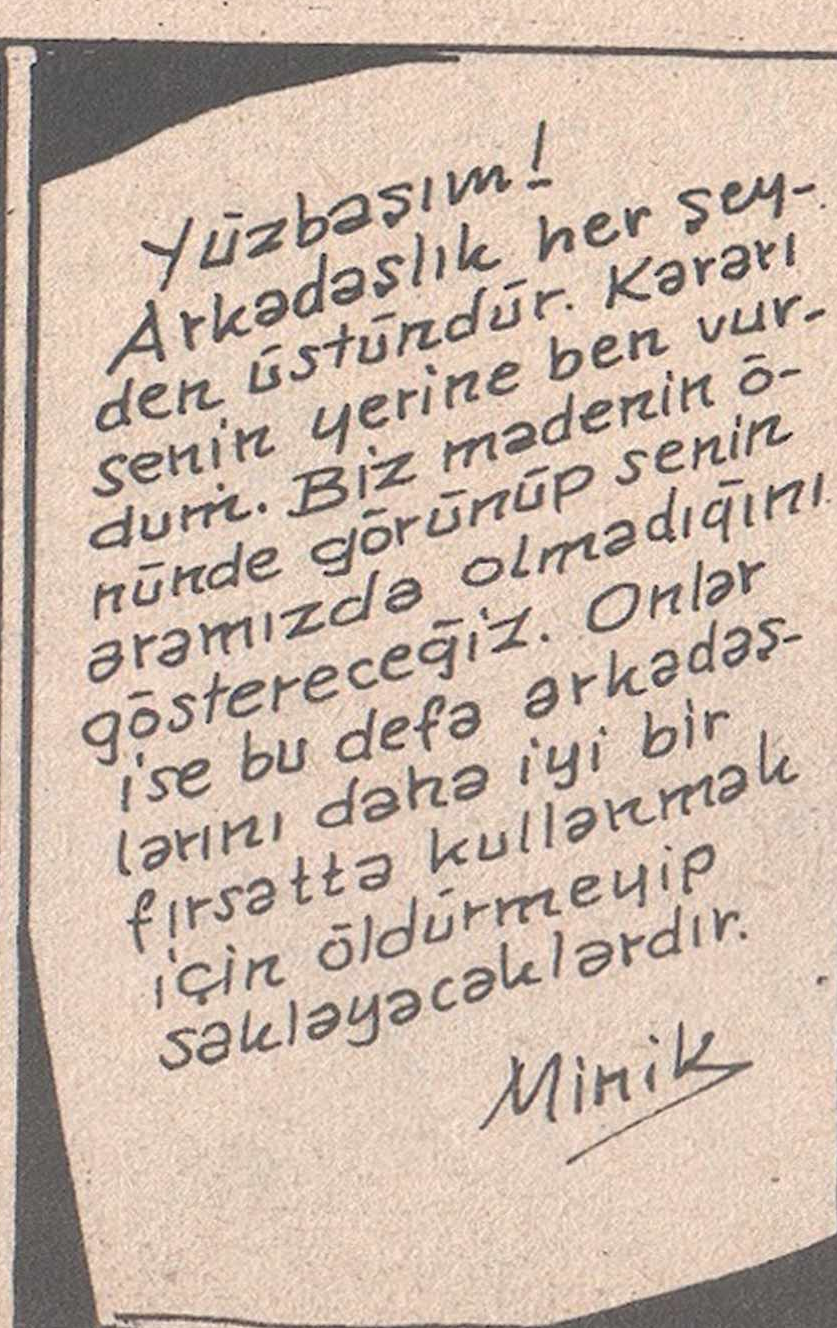 Yüzbaşım!
Arkadaşlık her şey-
den üstündür. Kararı
senin yerine ben vur-
dum. Biz madenin ö-
nünde görünüp senin
aramızda olmadığını
göstereceğiz. Onlar
ise bu defa arkadaş-
larını daha iyi bir
fırsatta kullanmak
için öldürmeyip
saklayacaklardır.
Minik